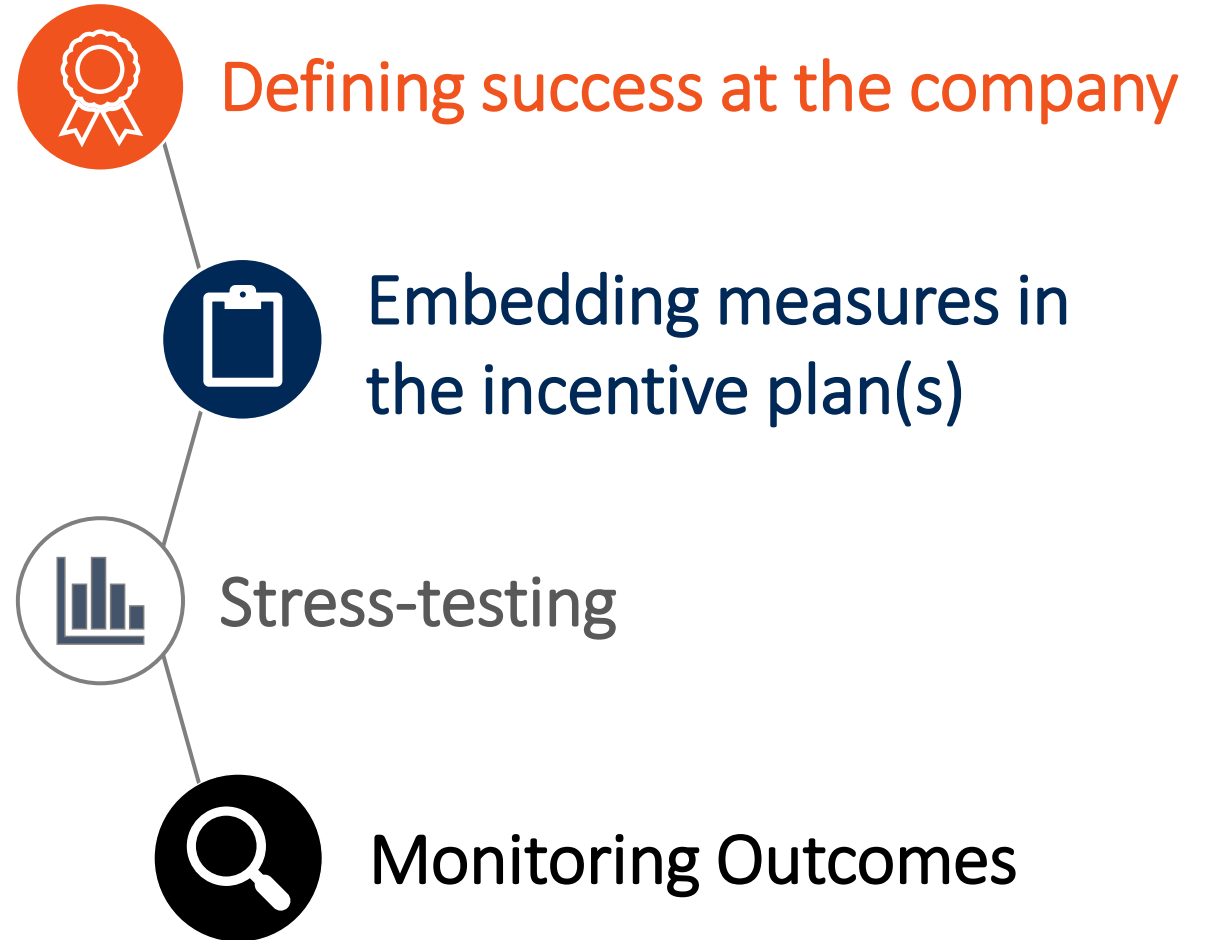 Defining success at the company
Embedding measures in
the incentive plan(s)
Stress-testing
Monitoring Outcomes